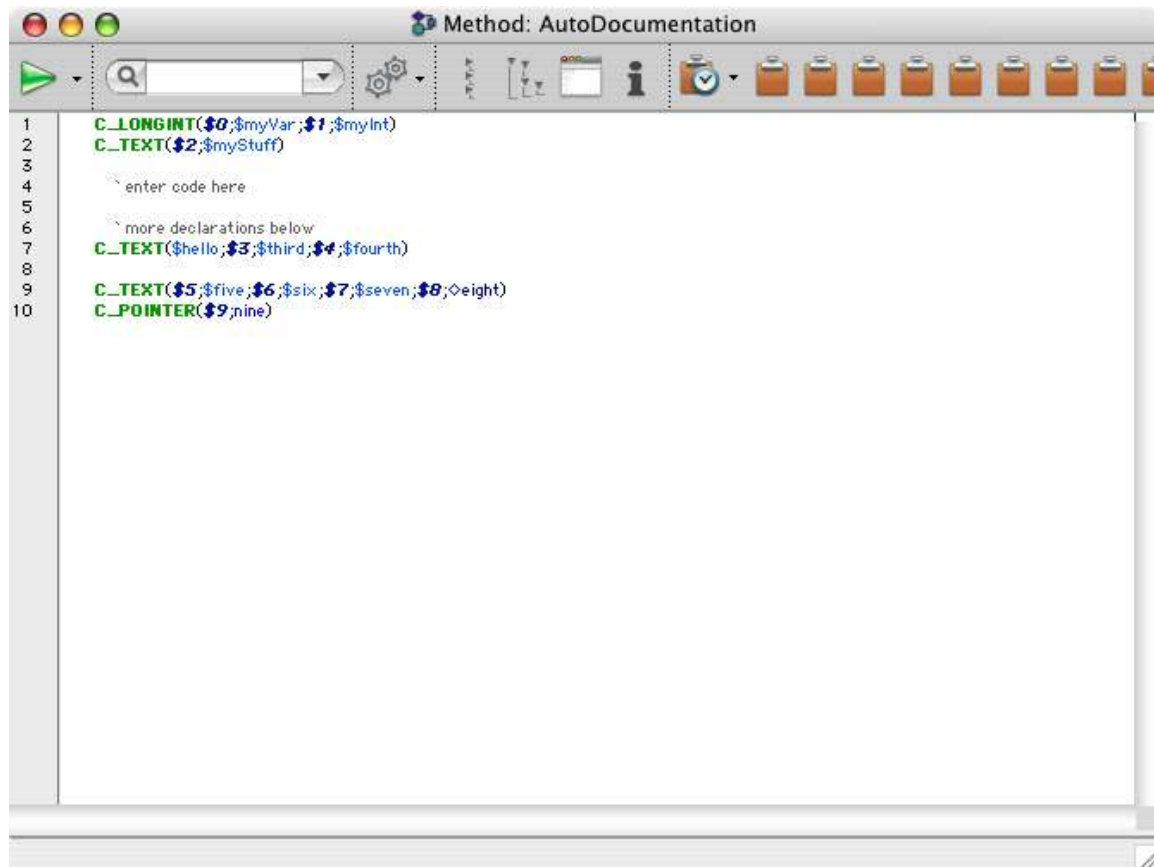 Method: AutoDocumentation
1 C_LONGINT($0;$myVar;$1;$myInt)
2 C_TEXT($2;$myStuff)
3
4 ` enter code here
5
6 ` more declarations below
7 C_TEXT($hello;$3;$third;$4;$fourth)
8
9 C_TEXT($5;$five;$6;$six;$7;$seven;$8;◇eight)
10 C_POINTER($9;nine)